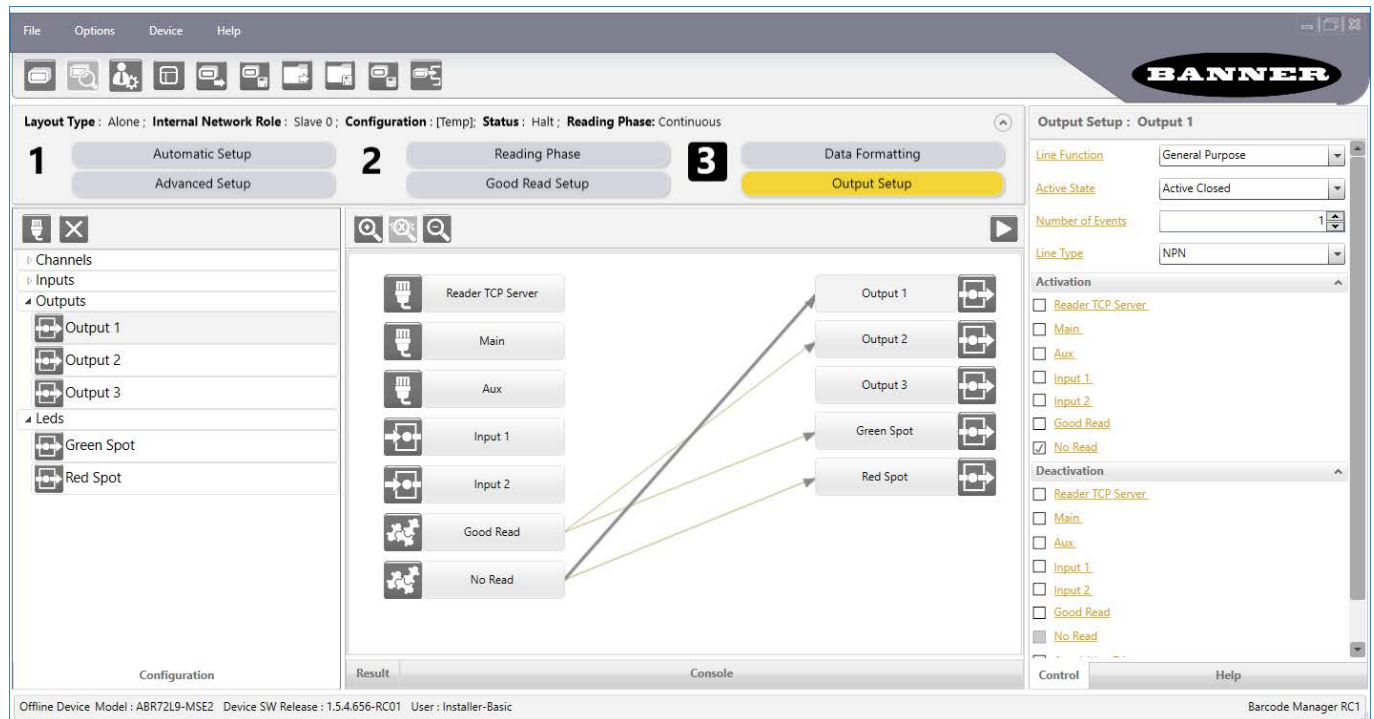 File Options Device Help
BANNER
Layout Type : Alone ; Internal Network Role : Slave 0 ; Configuration : [Temp]; Status : Halt ; Reading Phase: Continuous
1 Automatic Setup
Advanced Setup
2 Reading Phase
Good Read Setup
3 Data Formatting
Output Setup
Channels
Inputs
Outputs
Output 1
Output 2
Output 3
Leds
Green Spot
Red Spot
Configuration
Reader TCP Server
Main
Aux
Input 1
Input 2
Good Read
No Read
Output 1
Output 2
Output 3
Green Spot
Red Spot
Result Console
Output Setup : Output 1
Line Function General Purpose
Active State Active Closed
Number of Events 1
Line Type NPN
Activation
Reader TCP Server
Main
Aux
Input 1
Input 2
Good Read
No Read
Deactivation
Reader TCP Server
Main
Aux
Input 1
Input 2
Good Read
No Read
Control Help
Offline Device Model : ABR72L9-MSE2 Device SW Release : 1.5.4.656-RC01 User : Installer-Basic
Barcode Manager RC1